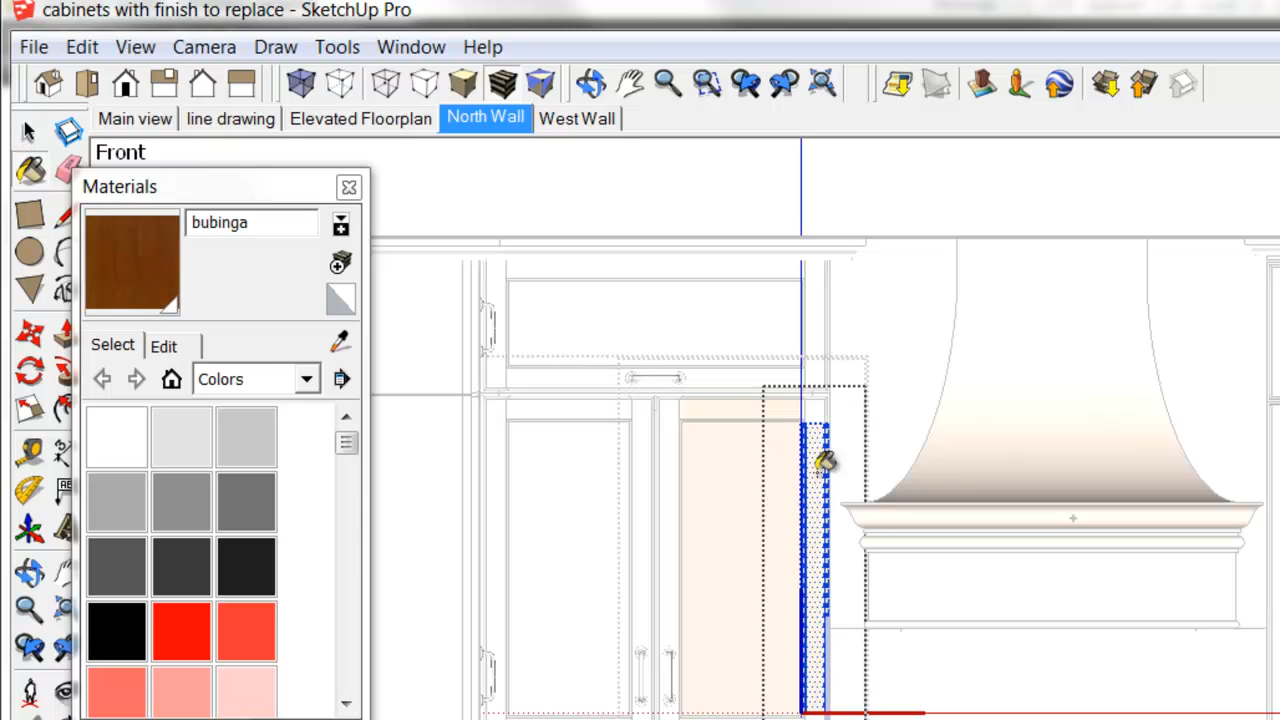 cabinets with finish to replace - SketchUp Pro
File Edit View Camera Draw Tools Window Help
Main view line drawing Elevated Floorplan North Wall West Wall
Front
Materials
bubinga
Select Edit
Colors